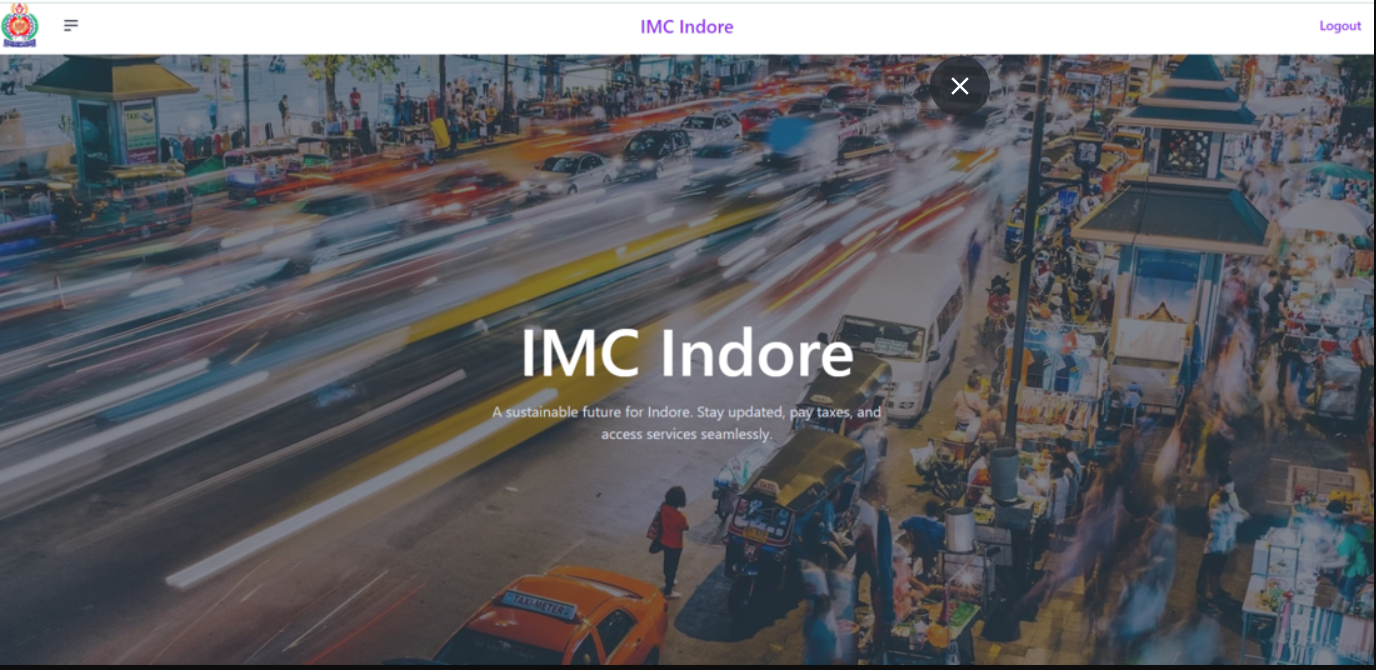 IMC Indore
Logout
IMC Indore
A sustainable future for Indore. Stay updated, pay taxes, and
access services seamlessly.
TAXI
TAXI-METER